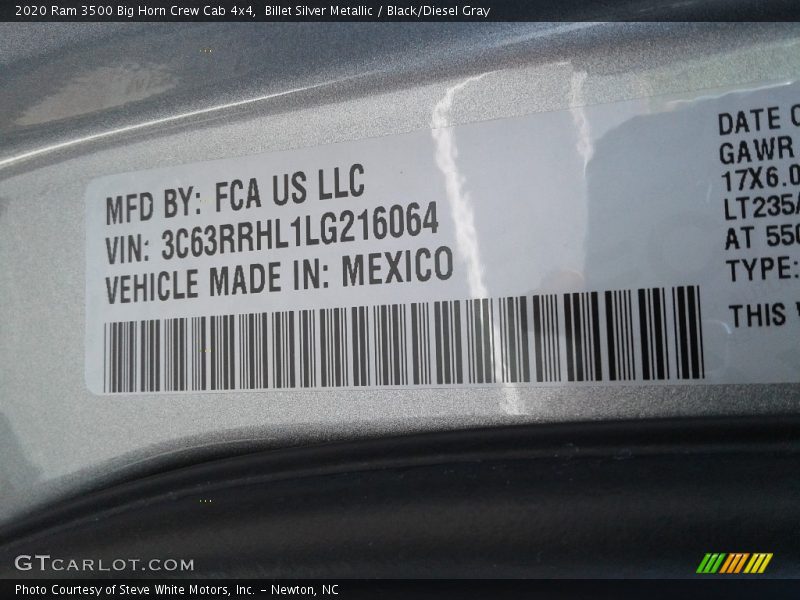 2020 Ram 3500 Big Horn Crew Cab 4x4,  Billet Silver Metallic / Black/Diesel Gray
MFD BY: FCA US LLC
VIN: 3C63RRHL1LG216064
VEHICLE MADE IN: MEXICO
DATE
GAWR
17X6.0
LT235/
AT 550
TYPE:
THIS
GTCARLOT.COM
Photo Courtesy of Steve White Motors, Inc. – Newton, NC